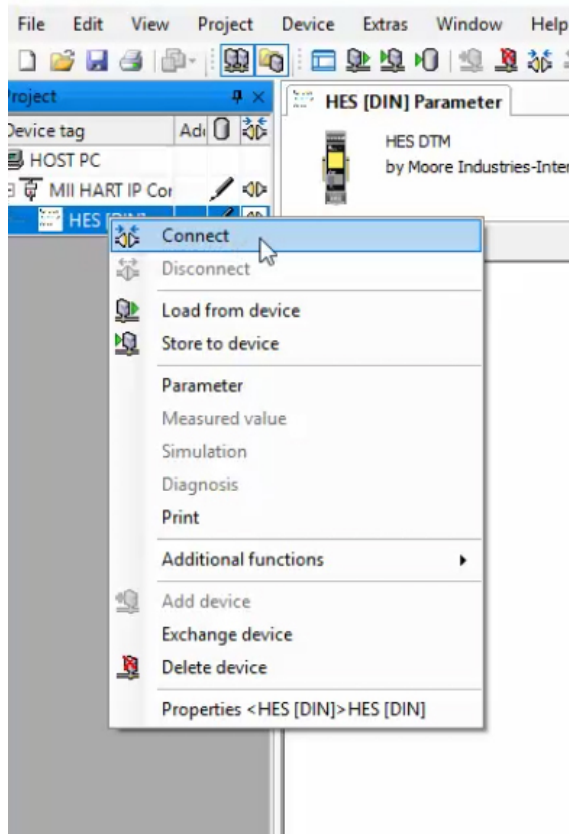 File Edit View Project Device Extras Window Help
Project
HES [DIN] Parameter
Device tag
HES DTM
HOST PC
by Moore Industries-Inter
MII HART IP Cor
HES
Connect
Disconnect
Load from device
Store to device
Parameter
Measured value
Simulation
Diagnosis
Print
Additional functions
Add device
Exchange device
Delete device
Properties <HES [DIN]>HES [DIN]